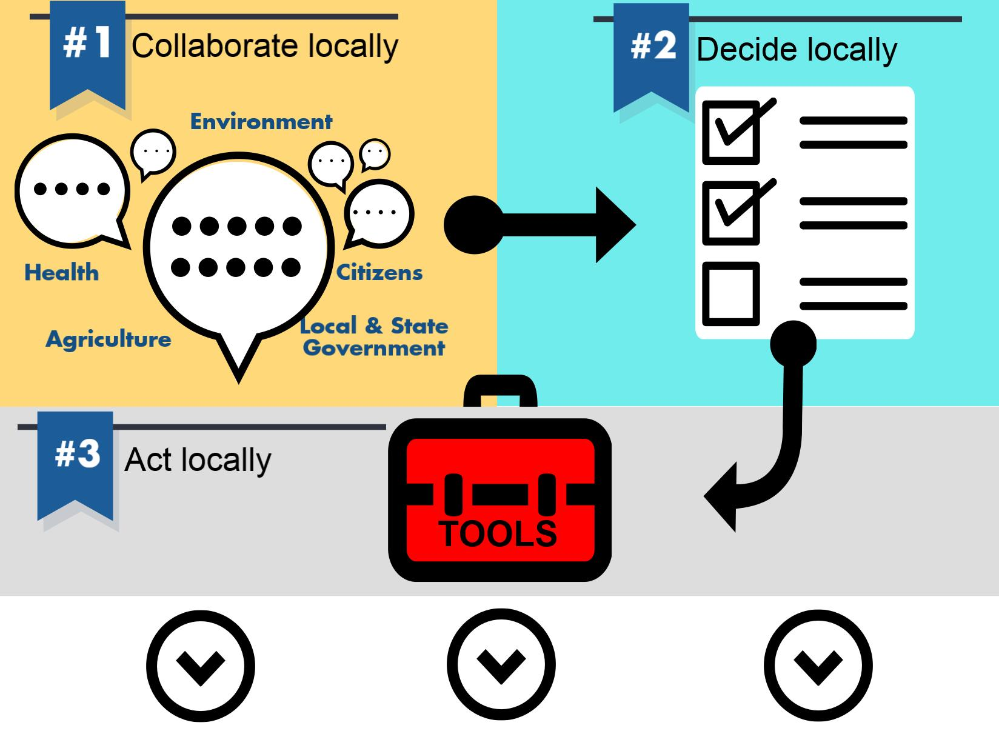 #1
Collaborate locally
Environment
Health
Citizens
Agriculture
Local & State
Government
#2
Decide locally
#3
Act locally
TOOLS